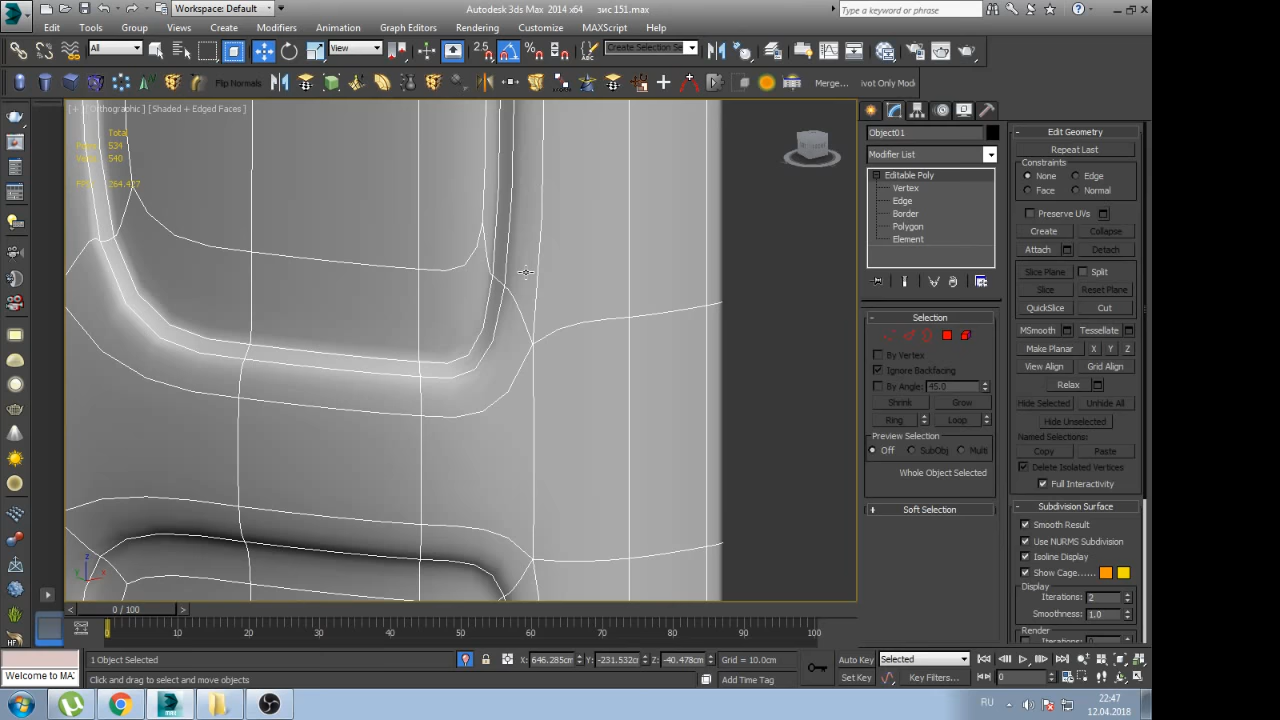 Workspace: Default
Autodesk 3ds Max 2014 x64 зис 151.max
Type a keyword or phrase
Edit Tools Group Views Create Modifiers Animation Graph Editors Rendering Customize MAXScript Help
All View 2.5 Create Selection Se
Flip Normals Merge... ivot Only Mod
[+] [Orthographic] [Shaded + Edged Faces]
Total
534
540
264.427
Object01
Modifier List
Editable Poly
Vertex
Edge
Border
Polygon
Element
Selection
By Vertex
Ignore Backfacing
By Angle: 45.0
Shrink Grow
Ring Loop
Preview Selection
Off SubObj Multi
Whole Object Selected
Soft Selection
Edit Geometry
Repeat Last
Constraints
None Edge
Face Normal
Preserve UVs
Create Collapse
Attach Detach
Slice Plane Split
Slice Reset Plane
QuickSlice Cut
MSmooth Tessellate
Make Planar X Y Z
View Align Grid Align
Relax
Hide Selected Unhide All
Hide Unselected
Named Selections:
Copy Paste
Delete Isolated Vertices
Full Interactivity
Subdivision Surface
Smooth Result
Use NURMS Subdivision
Isoline Display
Show Cage......
Display
Iterations: 2
Smoothness: 1.0
Render
Iterations: 0
0 / 100
0 10 20 30 40 50 60 70 80 90 100
1 Object Selected X: 646.285cm Y: -231.532cm Z: -40.478cm Grid = 10.0cm Auto Key Selected
Welcome to MA Click and drag to select and move objects Add Time Tag Set Key Key Filters... 0
RU 22:47
12.04.2018